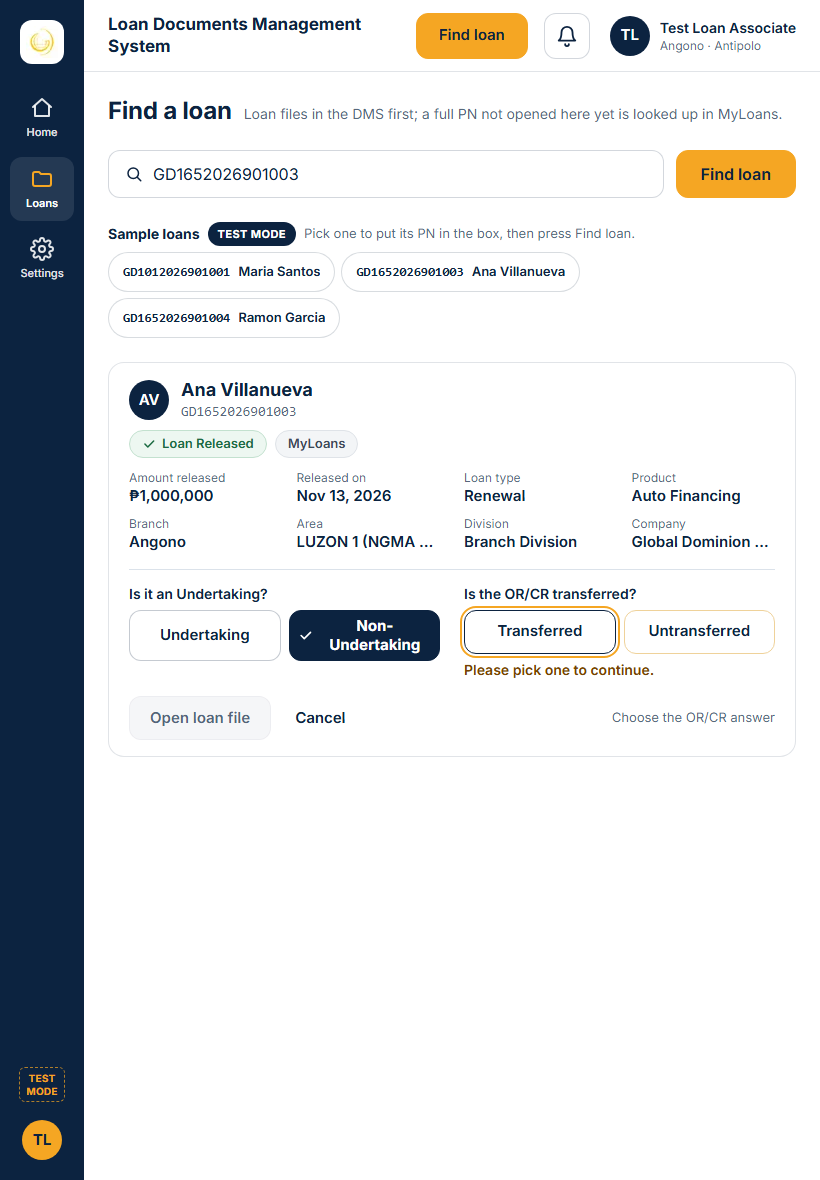 Loan Documents Management
System
Find loan
TL
Test Loan Associate
Angono · Antipolo
Home
Loans
Settings
Find a loan
Loan files in the DMS first; a full PN not opened here yet is looked up in MyLoans.
GD1652026901003
Find loan
Sample loans
TEST MODE
Pick one to put its PN in the box, then press Find loan.
GD1012026901001 Maria Santos
GD1652026901003 Ana Villanueva
GD1652026901004 Ramon Garcia
AV
Ana Villanueva
GD1652026901003
Loan Released
MyLoans
Amount released
₱1,000,000
Released on
Nov 13, 2026
Loan type
Renewal
Product
Auto Financing
Branch
Angono
Area
LUZON 1 (NGMA ...
Division
Branch Division
Company
Global Dominion ...
Is it an Undertaking?
Undertaking
Non-
Undertaking
Is the OR/CR transferred?
Transferred
Untransferred
Please pick one to continue.
Open loan file
Cancel
Choose the OR/CR answer
TEST
MODE
TL